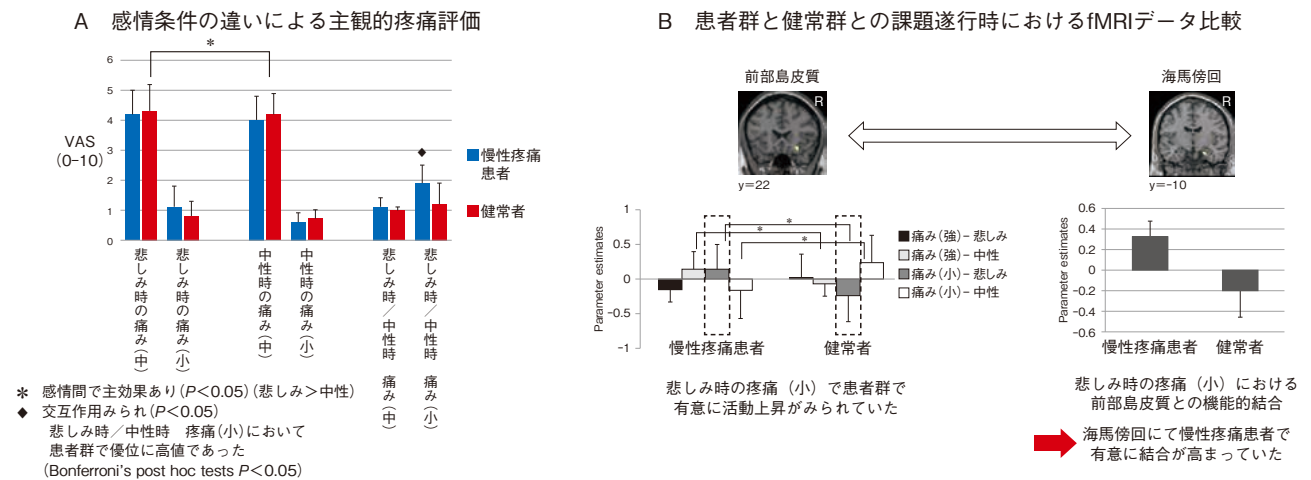 A 感情条件の違いによる主観的疼痛評価
*
6
5
4
3
2
1
0
VAS
(0-10)
◆
慢性疼痛
患者
健常者
悲しみ時の痛み(中)
悲しみ時の痛み(小)
中性時の痛み(中)
中性時の痛み(小)
悲しみ時/中性時 痛み(中)
悲しみ時/中性時 痛み(小)
* 感情間で主効果あり(P<0.05)(悲しみ>中性)
◆ 交互作用みられ(P<0.05)
悲しみ時/中性時 疼痛(小)において
患者群で優位に高値であった
(Bonferroni's post hoc tests P<0.05)
B 患者群と健常群との課題遂行時におけるfMRIデータ比較
前部島皮質
R
y=22
海馬傍回
R
y=-10
Parameter estimates
1
0.5
0
-0.5
-1
*
*
*
慢性疼痛患者
健常者
痛み(強)- 悲しみ
痛み(強)- 中性
痛み(小)- 悲しみ
痛み(小)- 中性
悲しみ時の疼痛(小)で患者群で
有意に活動上昇がみられていた
Parameter estimates
0.6
0.4
0.2
0
-0.2
-0.4
-0.6
慢性疼痛患者
健常者
悲しみ時の疼痛(小)における
前部島皮質との機能的結合
海馬傍回にて慢性疼痛患者で
有意に結合が高まっていた